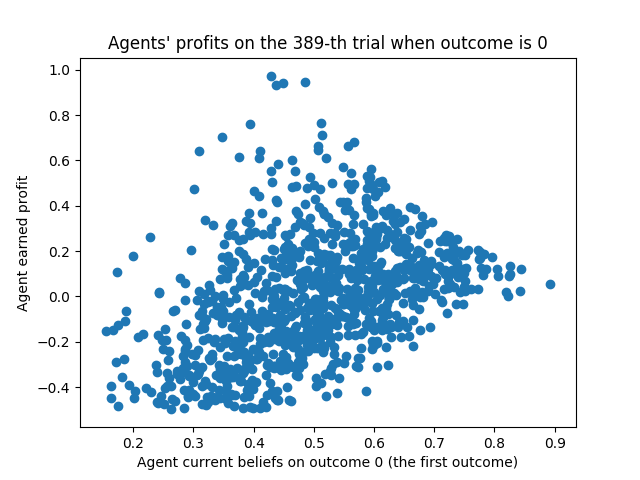 Agents' profits on the 389-th trial when outcome is 0
1.0
0.8
0.6
0.4
0.2
0.0
−0.2
−0.4
Agent earned profit
0.2 0.3 0.4 0.5 0.6 0.7 0.8 0.9
Agent current beliefs on outcome 0 (the first outcome)